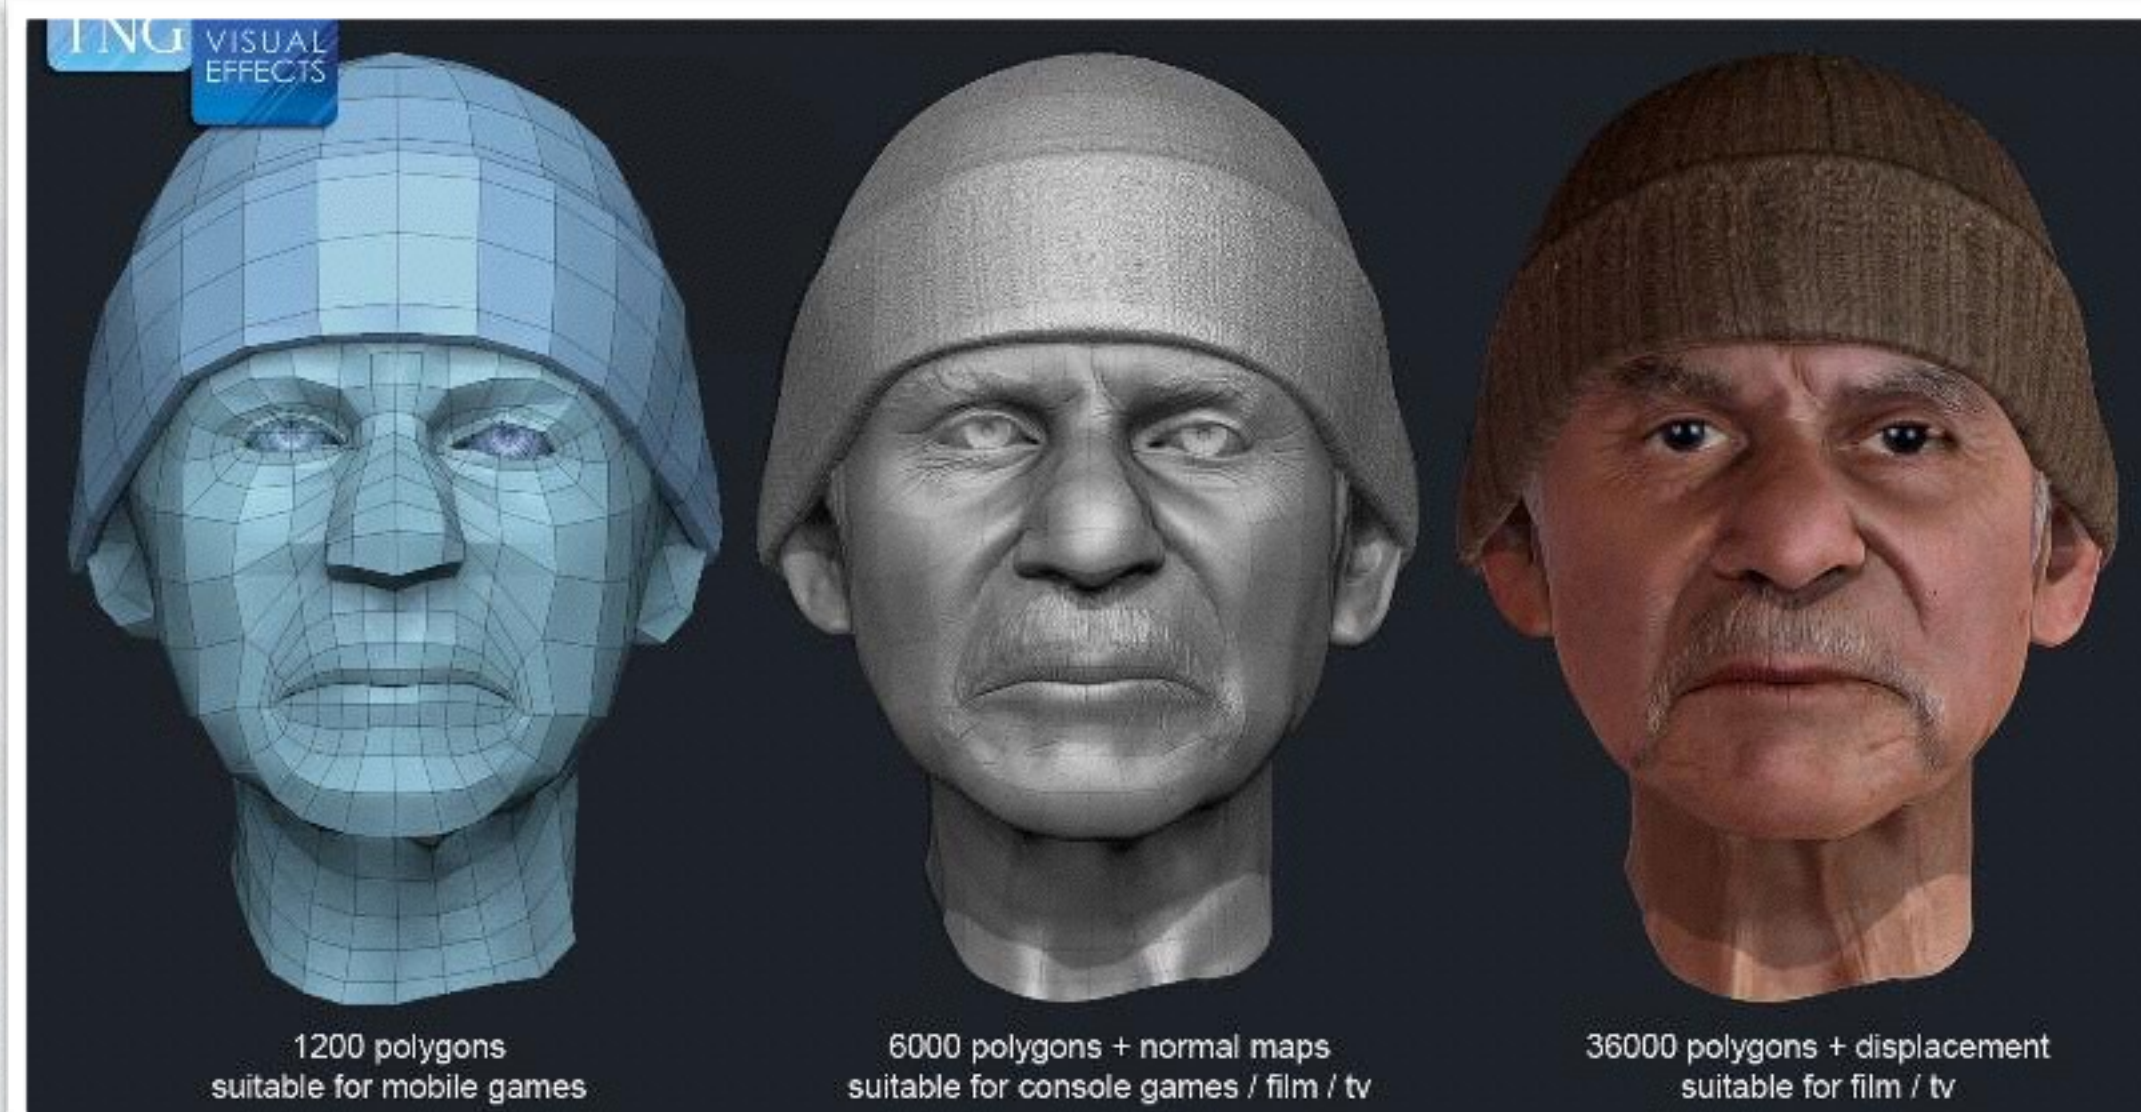 TNG
VISUAL
EFFECTS
1200 polygons
suitable for mobile games
6000 polygons + normal maps
suitable for console games / film / tv
36000 polygons + displacement
suitable for film / tv